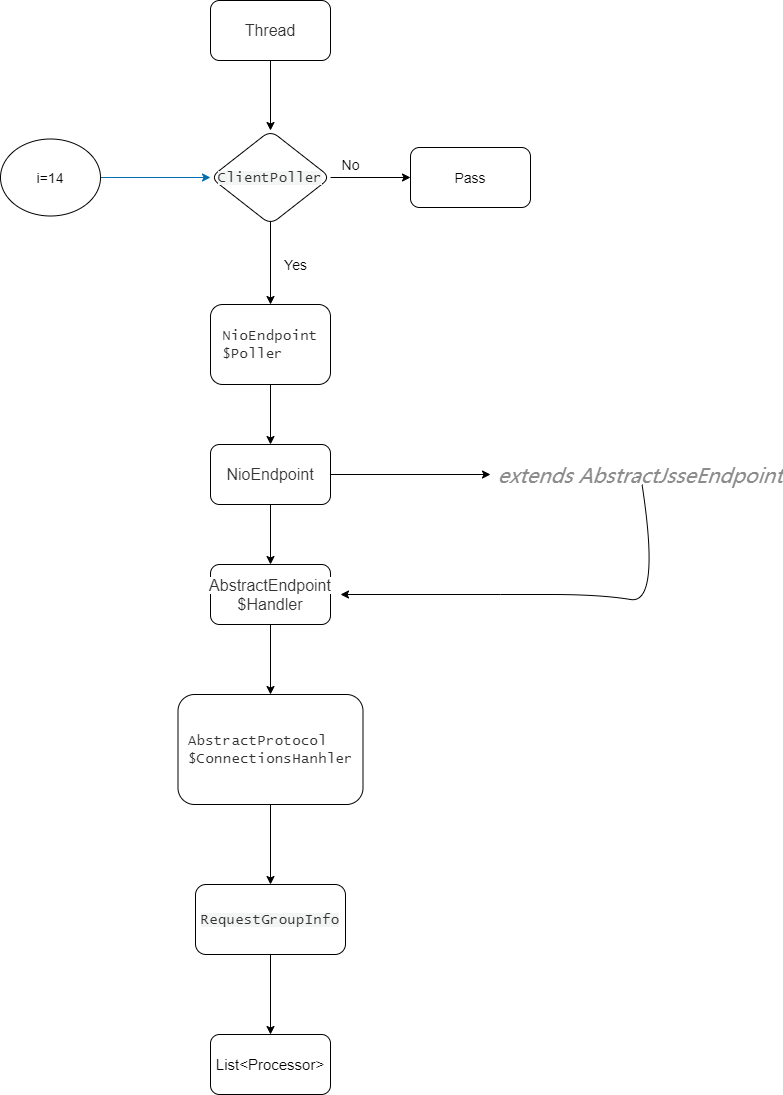 Thread
i=14
ClientPoller
No
Pass
Yes
NioEndpoint
$Poller
NioEndpoint
extends AbstractJsseEndpoint
AbstractEndpoint
$Handler
AbstractProtocol
$ConnectionsHanhler
RequestGroupInfo
List<Processor>